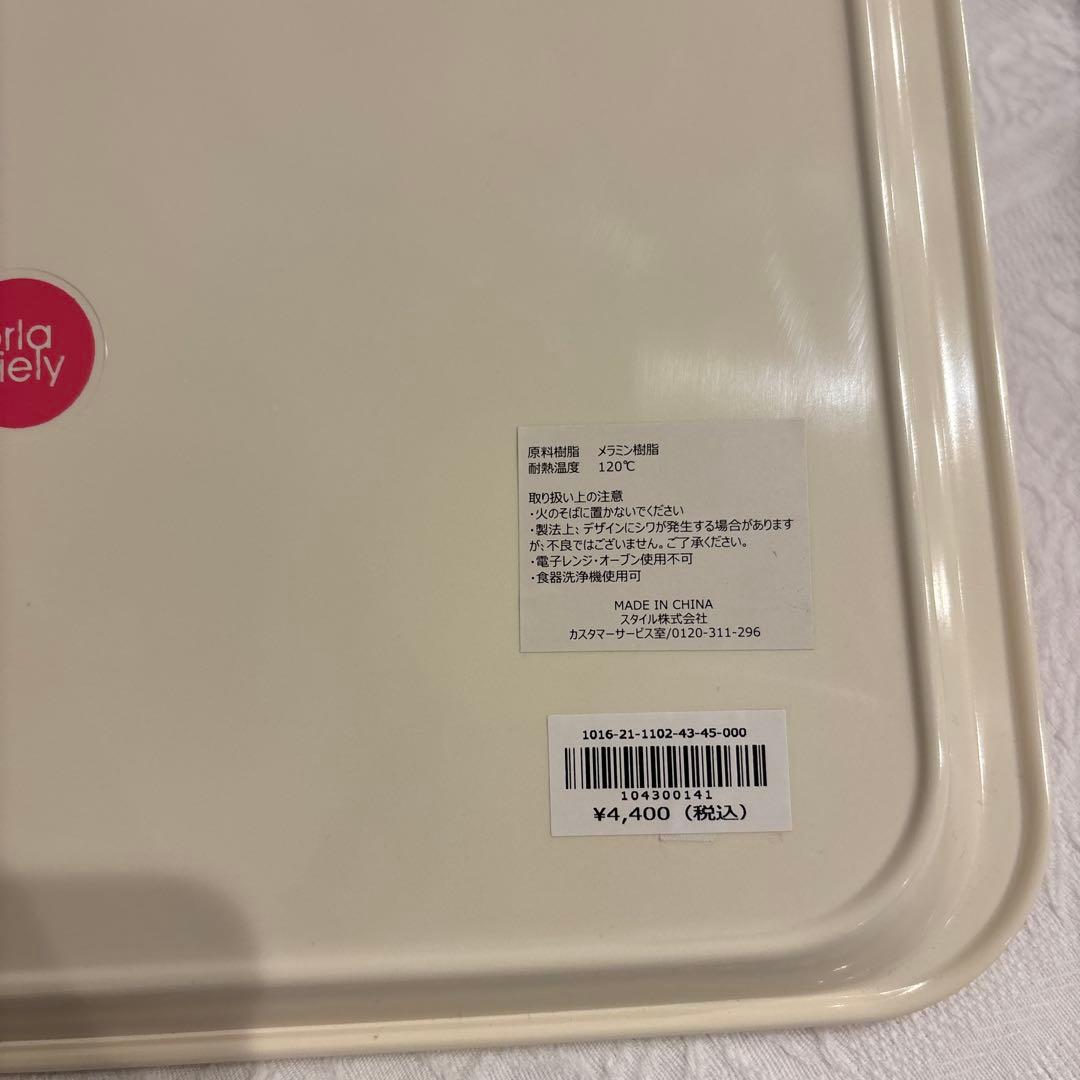 orla
iely
原料樹脂 メラミン樹脂
耐熱温度 120℃
取り扱い上の注意
・火のそばに置かないでください
・製法上、デザインにシワが発生する場合があります
が、不良ではございません。ご了承ください。
・電子レンジ・オーブン使用不可
・食器洗浄機使用可
MADE IN CHINA
スタイル株式会社
カスタマーサービス室/0120-311-296
1016-21-1102-43-45-000
104300141
¥4,400（税込）